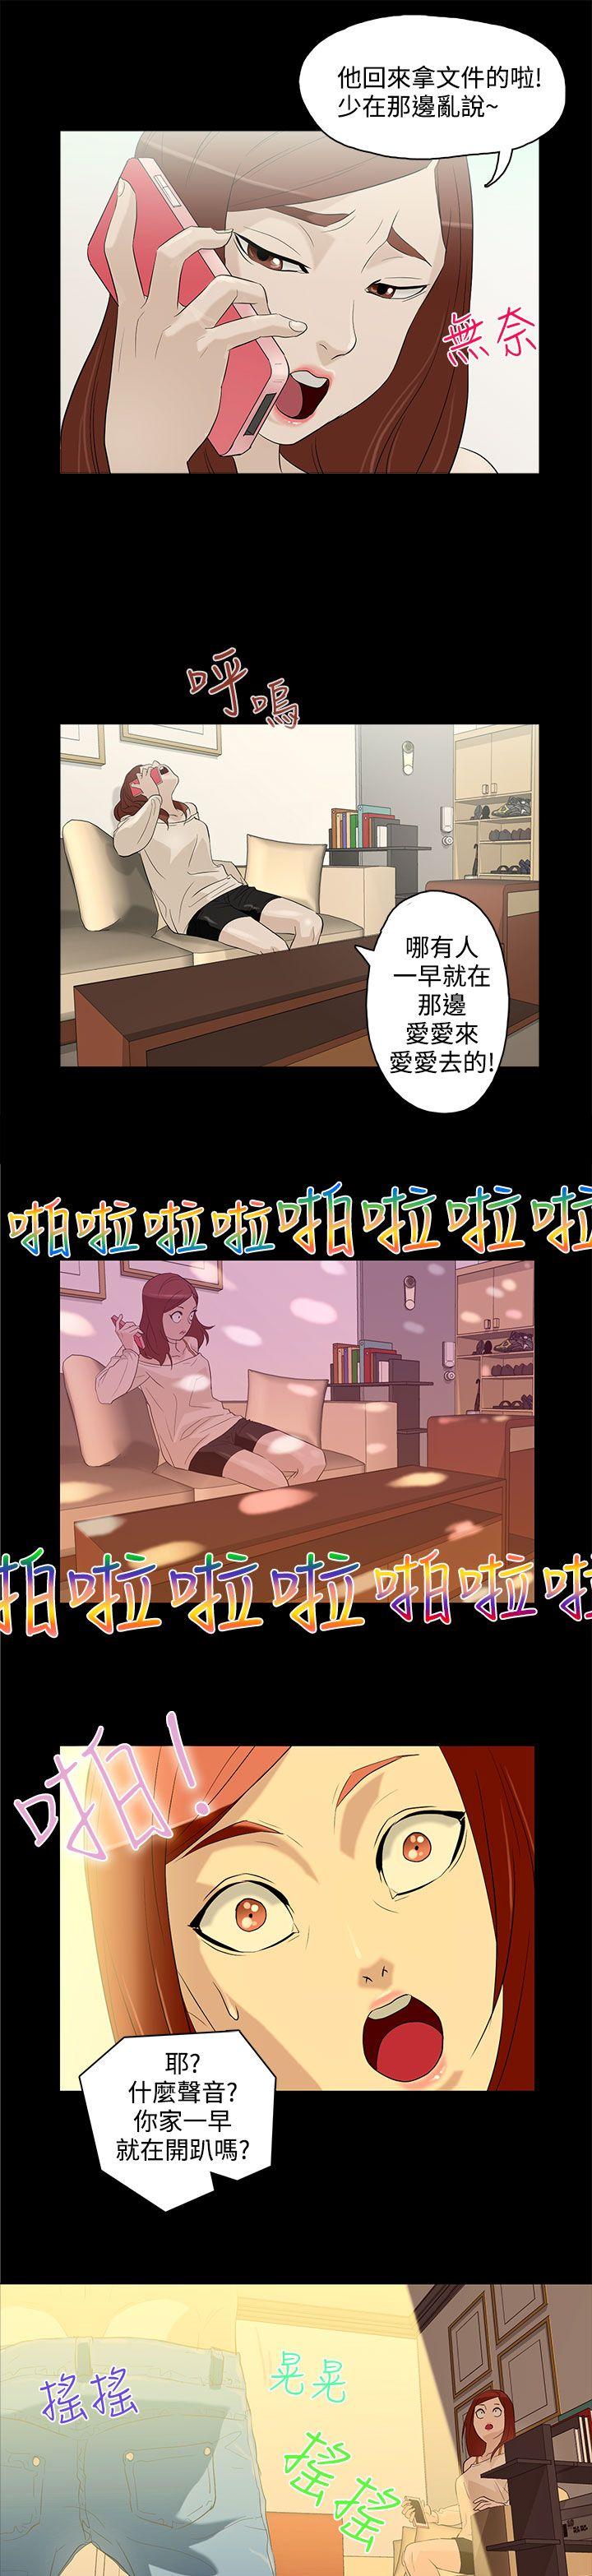 他回來拿文件的啦!
少在那邊亂說~
無奈
呼嗚
哪有人
一早就在
那邊
愛愛來
愛愛去的!
啪啦啦啦啪啦啦啦
啪啦啦啦啪啦啦
啪!
耶?
什麼聲音?
你家一早
就在開趴嗎?
搖搖
晃晃
搖搖